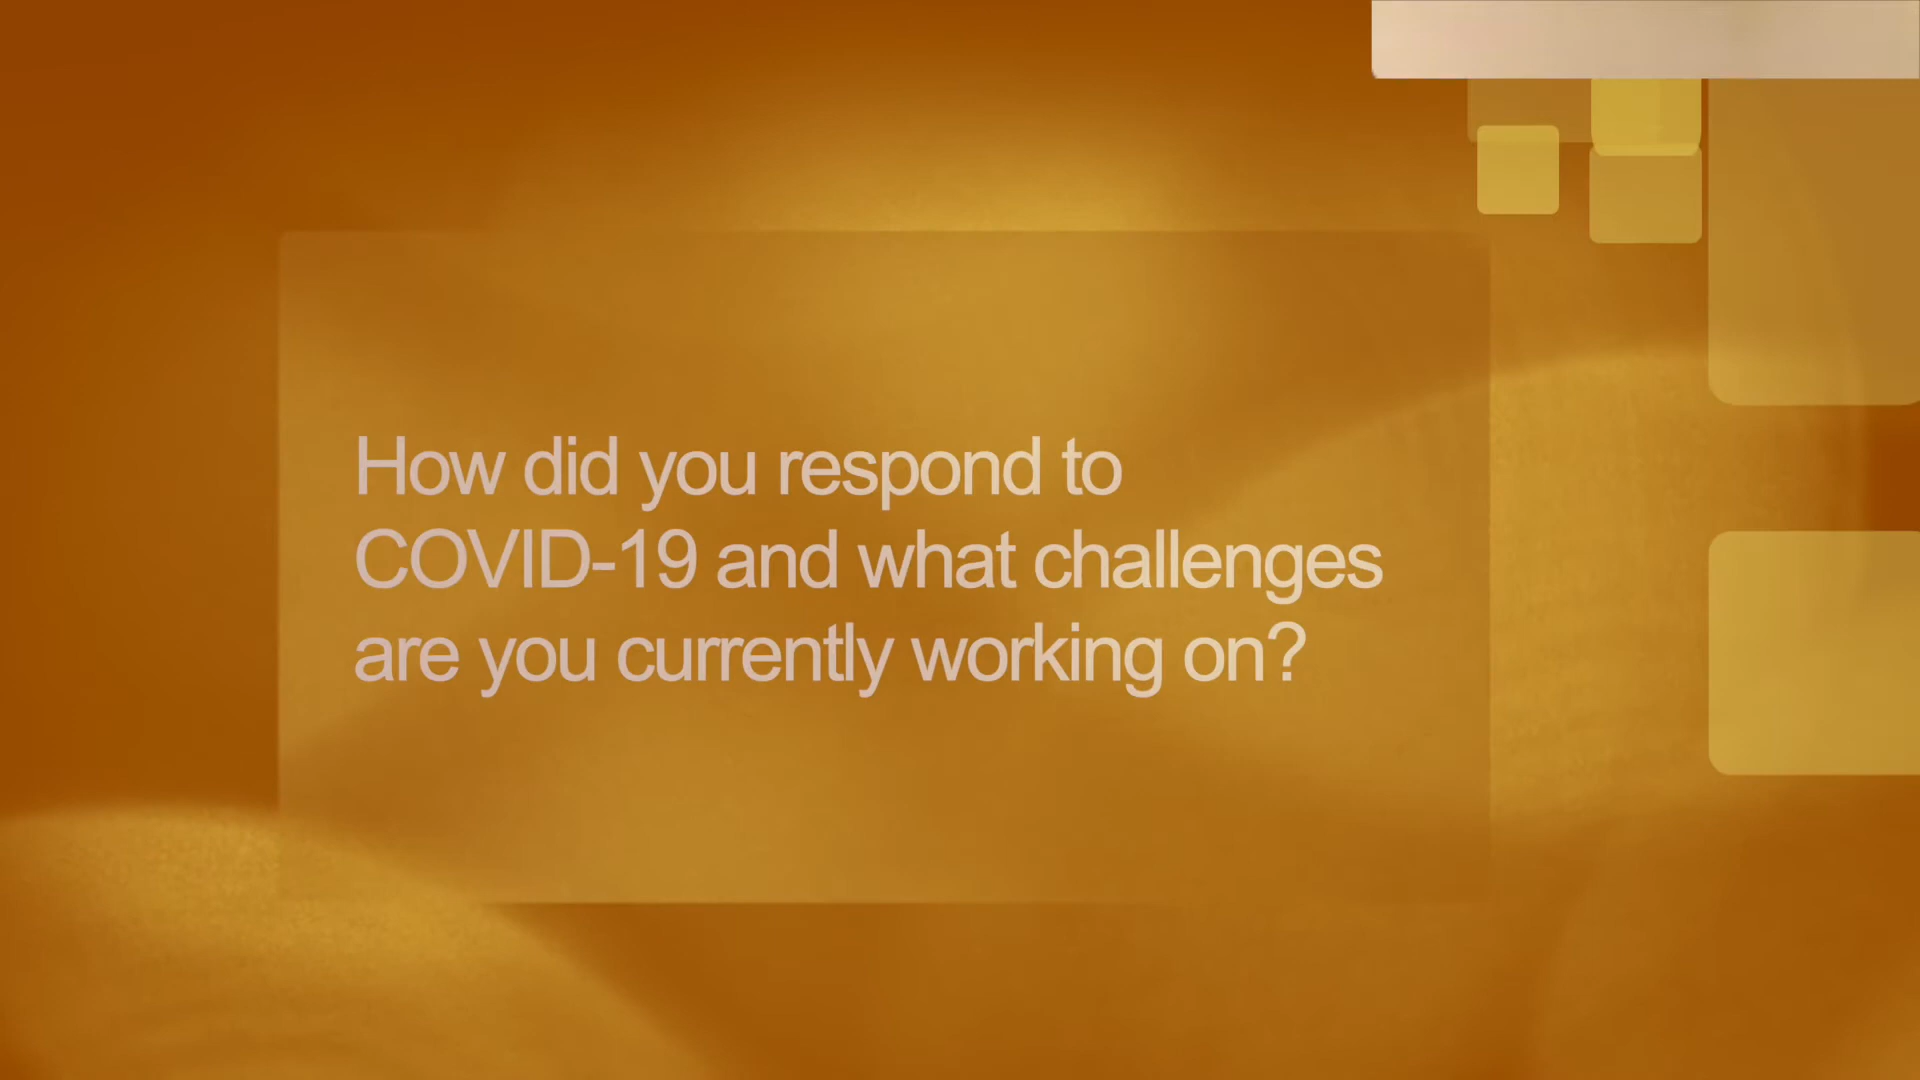 How did you respond to
COVID-19 and what challenges
are you currently working on?